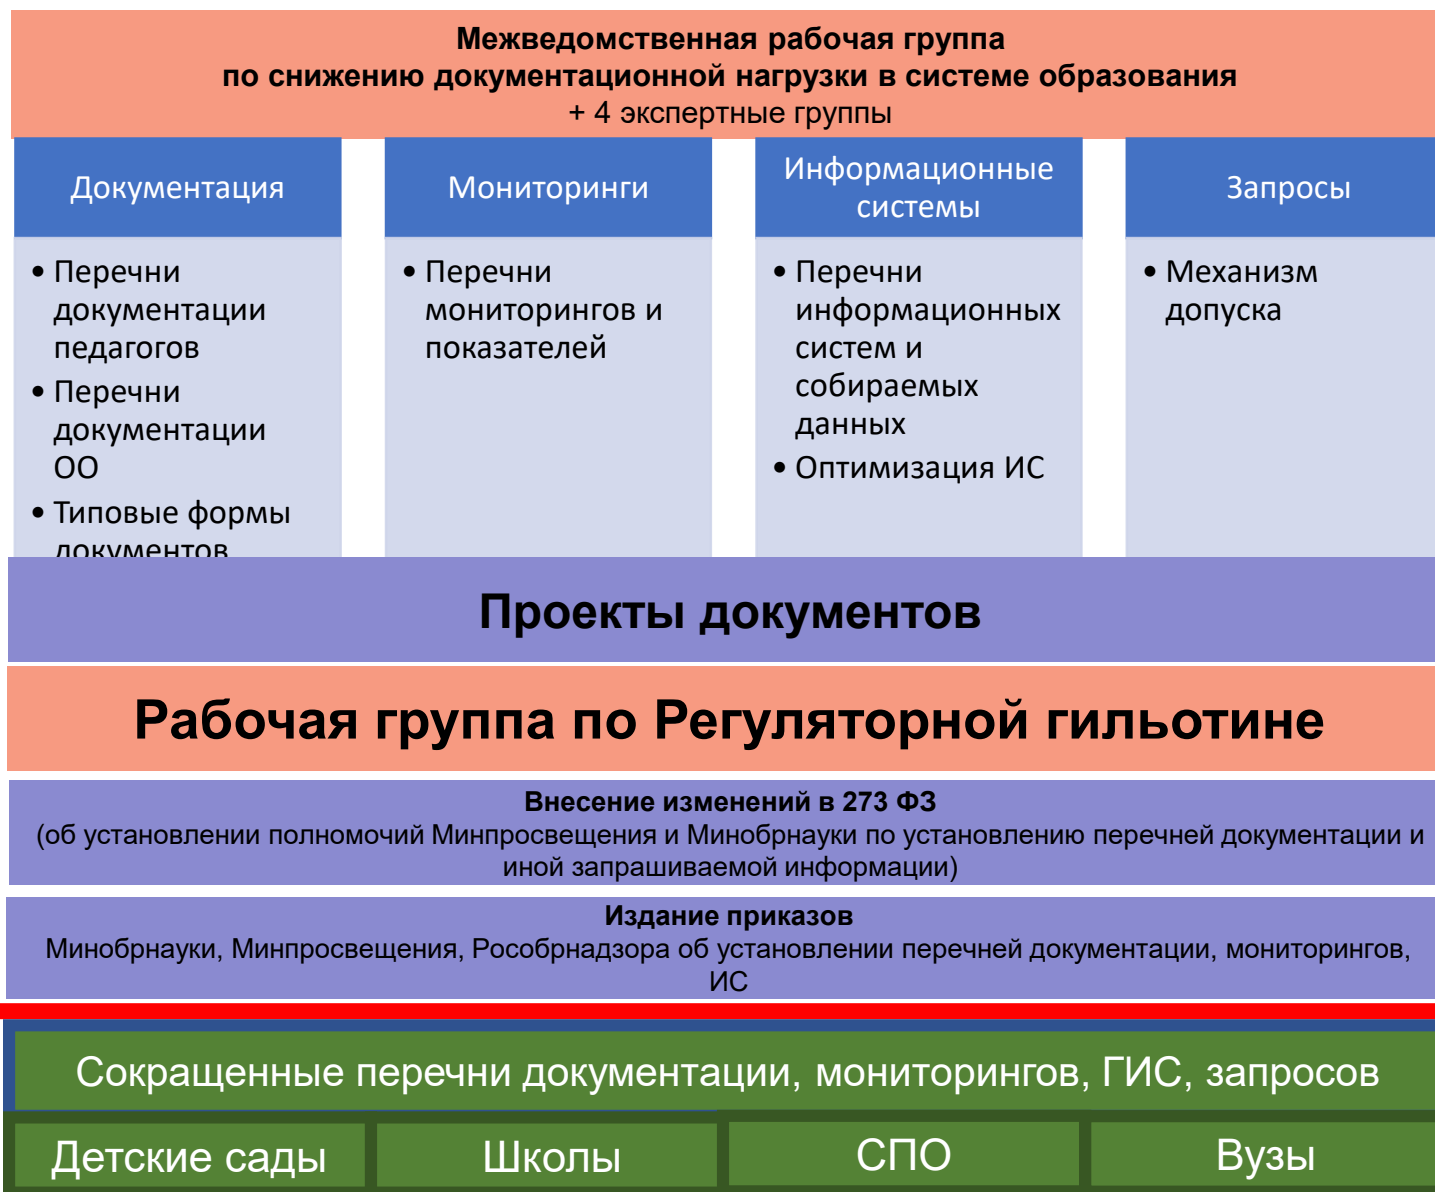 Межведомственная рабочая группа
по снижению документационной нагрузки в системе образования
+ 4 экспертные группы
Документация
• Перечни
документации
педагогов
• Перечни
документации
ОО
• Типовые формы
документов
Мониторинги
• Перечни
мониторингов и
показателей
Информационные
системы
• Перечни
информационных
систем и
собираемых
данных
• Оптимизация ИС
Запросы
• Механизм
допуска
Проекты документов
Рабочая группа по Регуляторной гильотине
Внесение изменений в 273 ФЗ
(об установлении полномочий Минпросвещения и Минобрнауки по установлению перечней документации и
иной запрашиваемой информации)
Издание приказов
Минобрнауки, Минпросвещения, Рособрнадзора об установлении перечней документации, мониторингов,
ИС
Сокращенные перечни документации, мониторингов, ГИС, запросов
Детские сады
Школы
СПО
Вузы